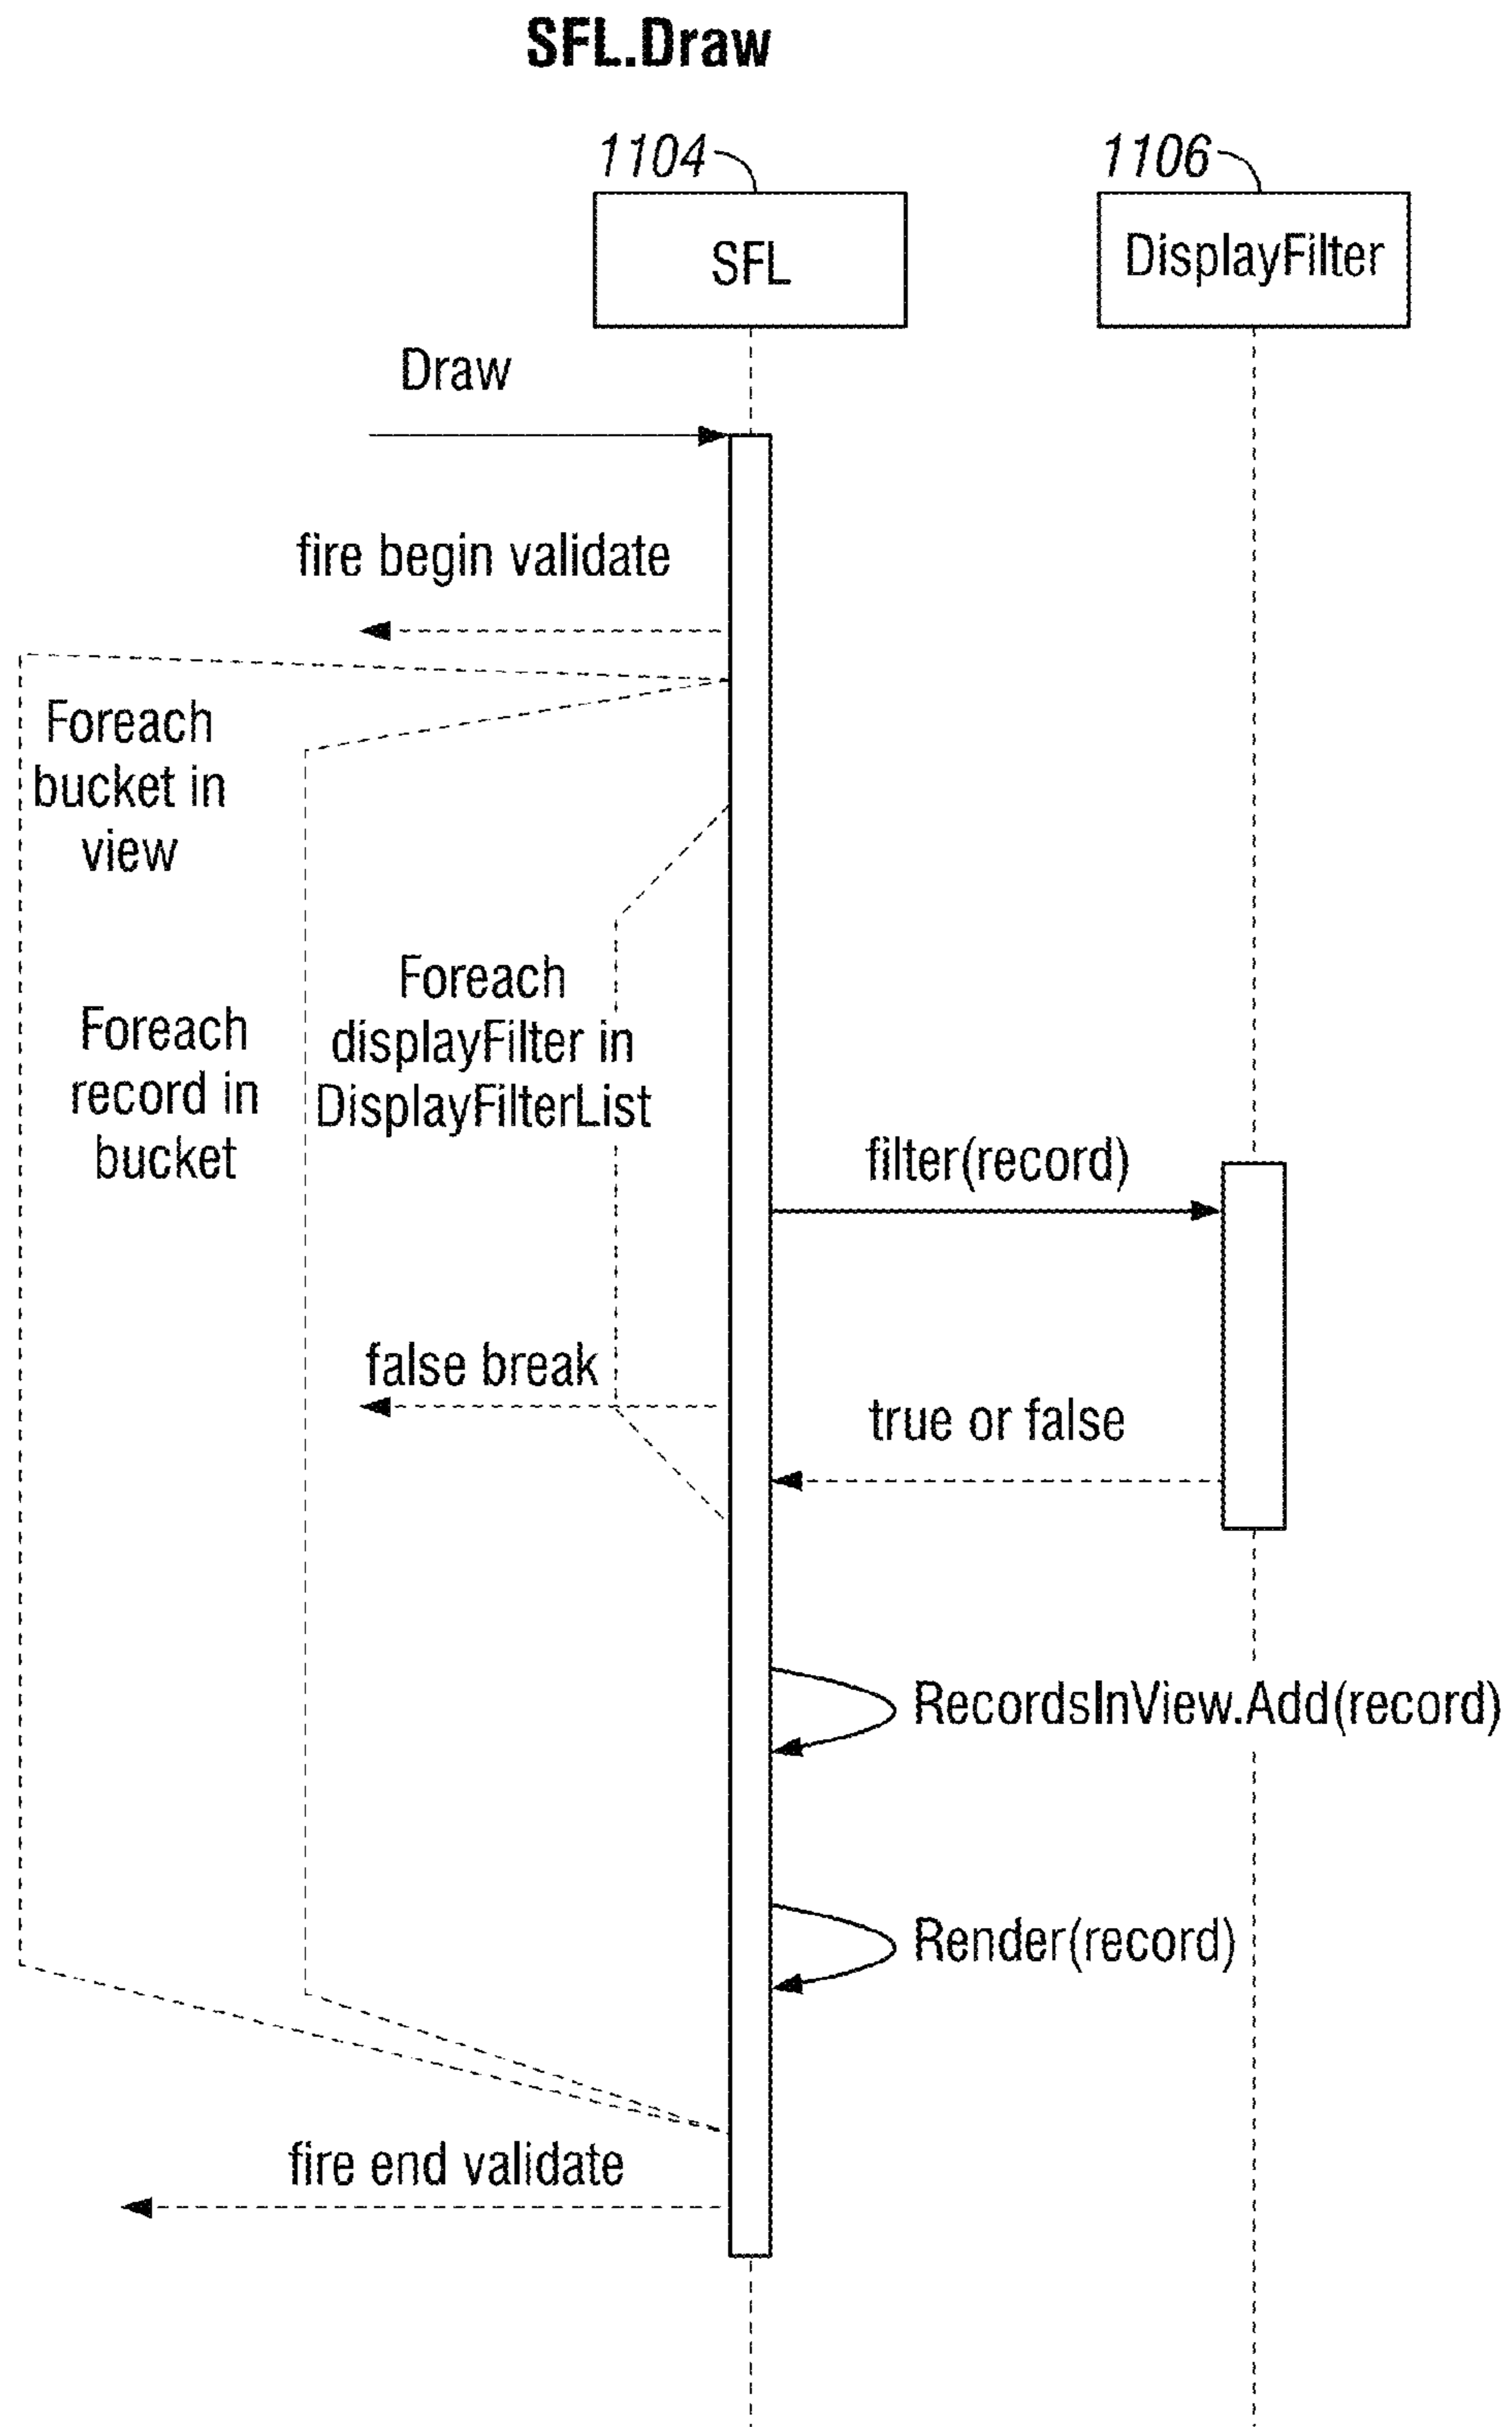 SFL.Draw
1104
1106
SFL
DisplayFilter
Draw
fire begin validate
Foreach
bucket in
view
Foreach
record in
bucket
Foreach
displayFilter in
DisplayFilterList
filter(record)
false break
true or false
RecordsInView.Add(record)
Render(record)
fire end validate